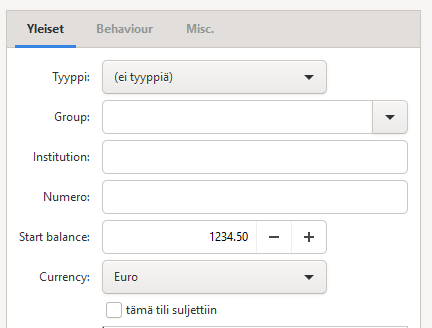 Yleiset Behaviour Misc.
Tyyppi: (ei tyyppiä)
Group:
Institution:
Numero:
Start balance: 1234.50 − +
Currency: Euro
tämä tili suljettiin